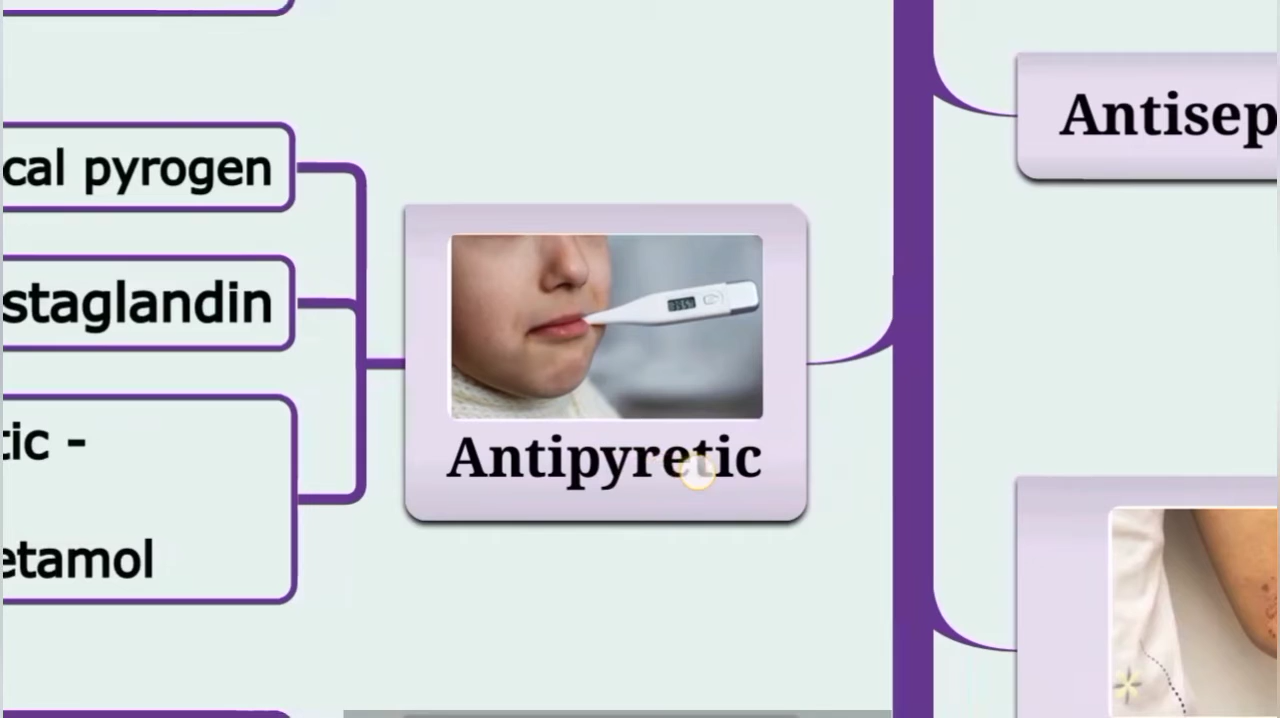 cal pyrogen
staglandin
tic -
etamol
Antipyretic
Antisep